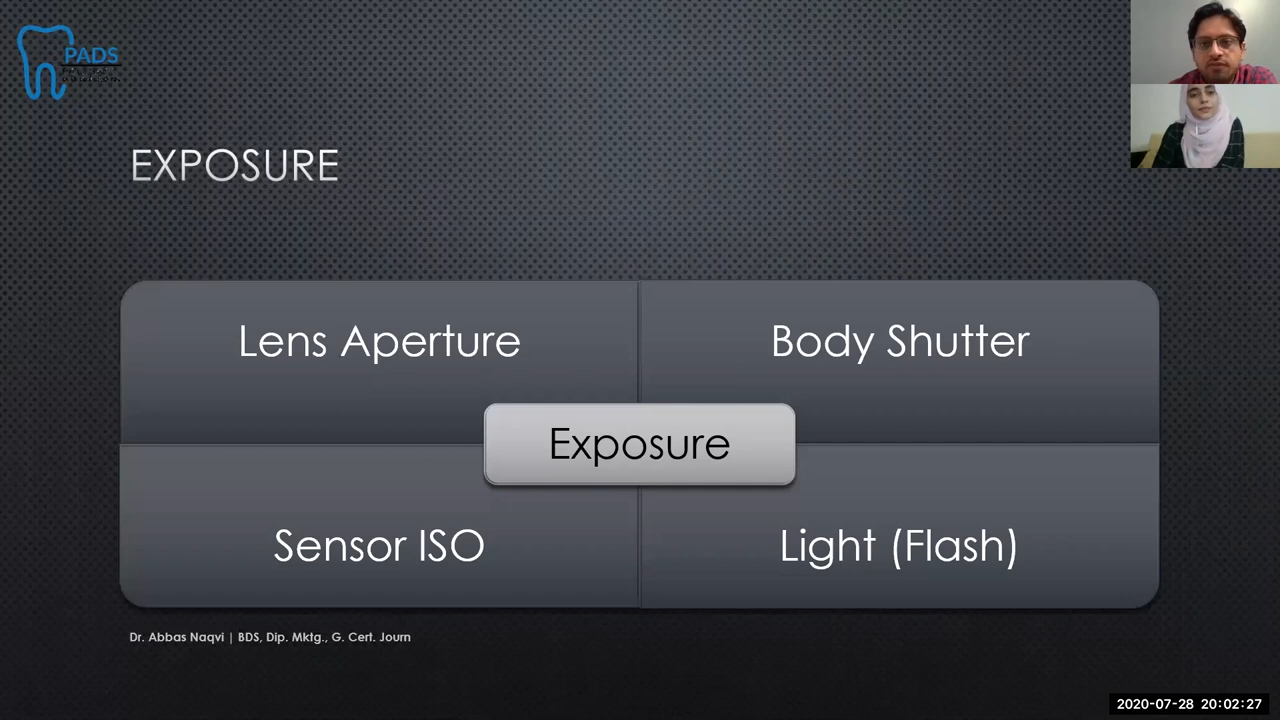 PADS
EXPOSURE
Lens Aperture
Body Shutter
Exposure
Sensor ISO
Light (Flash)
Dr. Abbas Naqvi | BDS, Dip. Mktg., G. Cert. Journ
2020-07-28 20:02:27